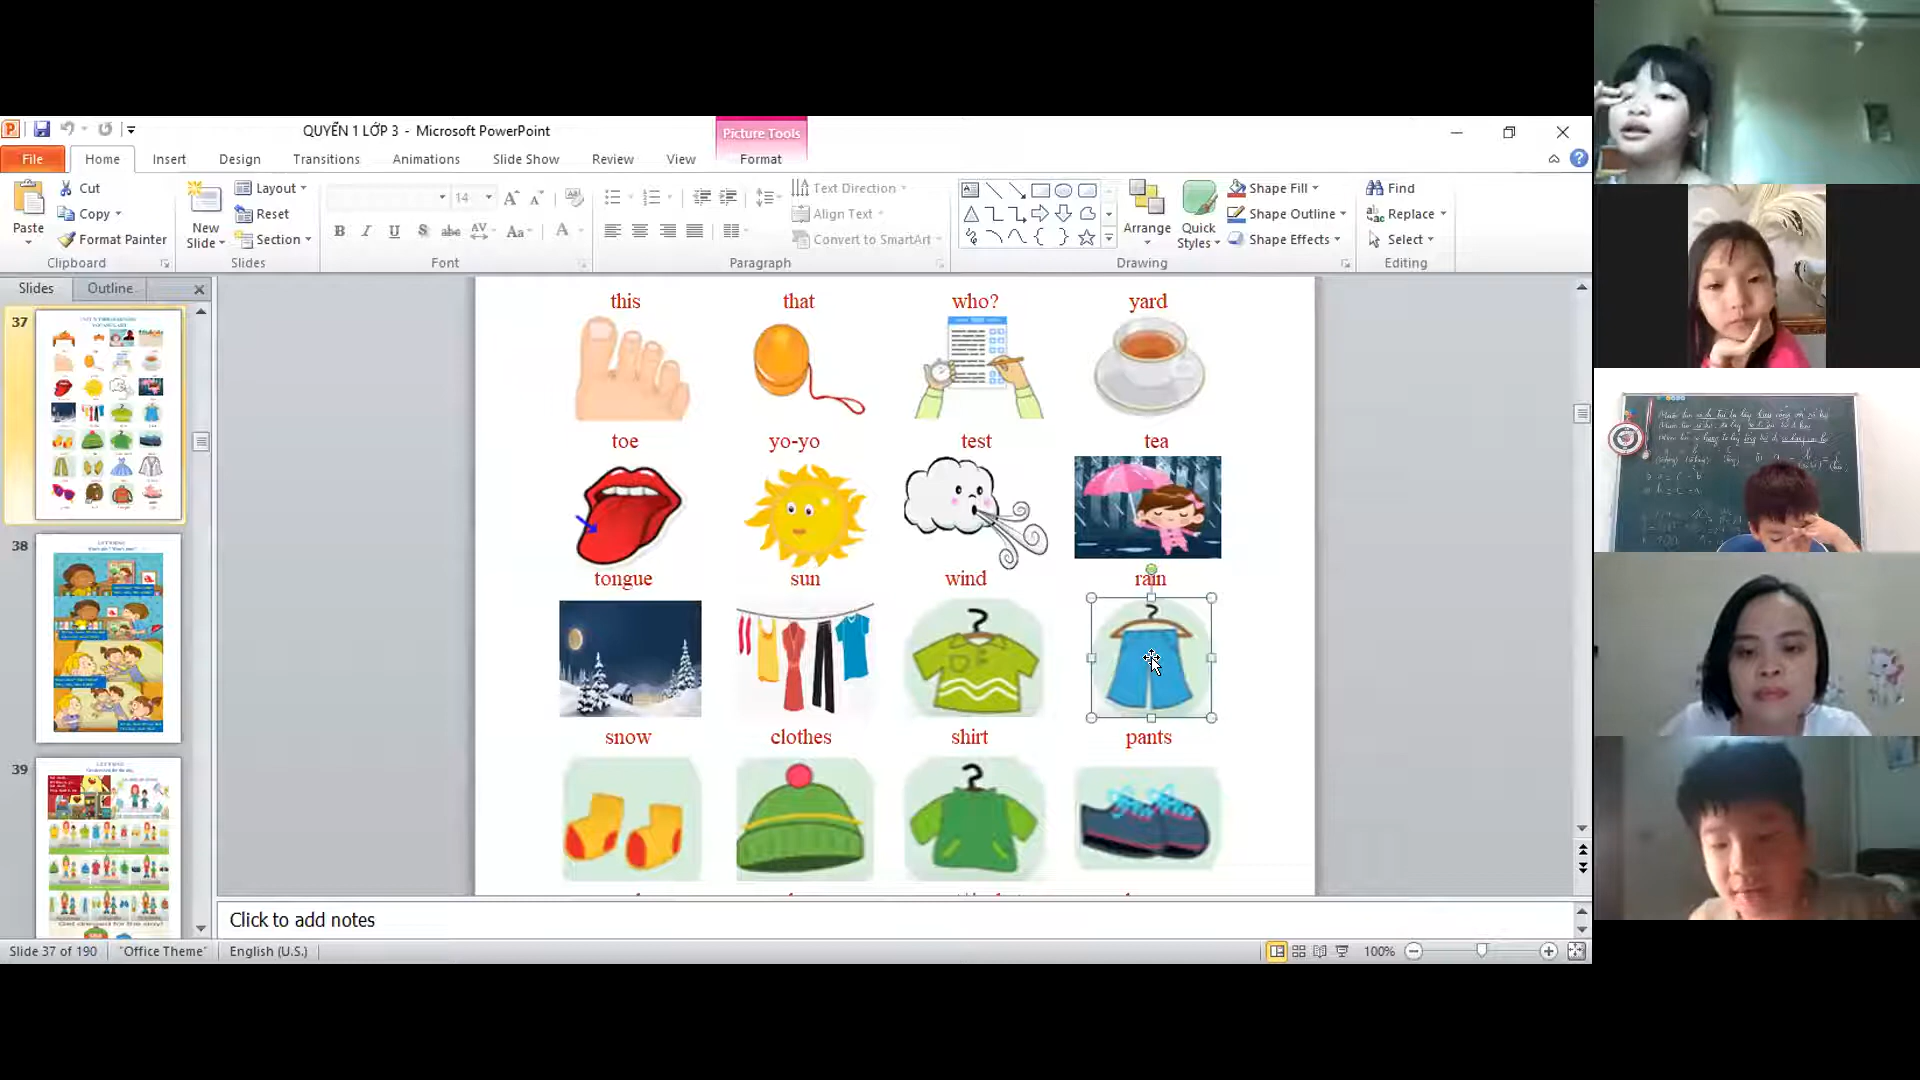 QUYỂN 1 LỚP 3 - Microsoft PowerPoint
Picture Tools
File Home Insert Design Transitions Animations Slide Show Review View Format
Paste
Cut
Copy
Format Painter
Clipboard
New Slide
Layout
Reset
Section
Slides
14
B I U S abc AV Aa A
Font
Text Direction
Align Text
Convert to SmartArt
Paragraph
Arrange
Quick Styles
Shape Fill
Shape Outline
Shape Effects
Drawing
Find
Replace
Select
Editing
Slides Outline
37
38
39
this that who? yard
toe yo-yo test tea
tongue sun wind rain
snow clothes shirt pants
Click to add notes
Slide 37 of 190 "Office Theme" English (U.S.) 100%